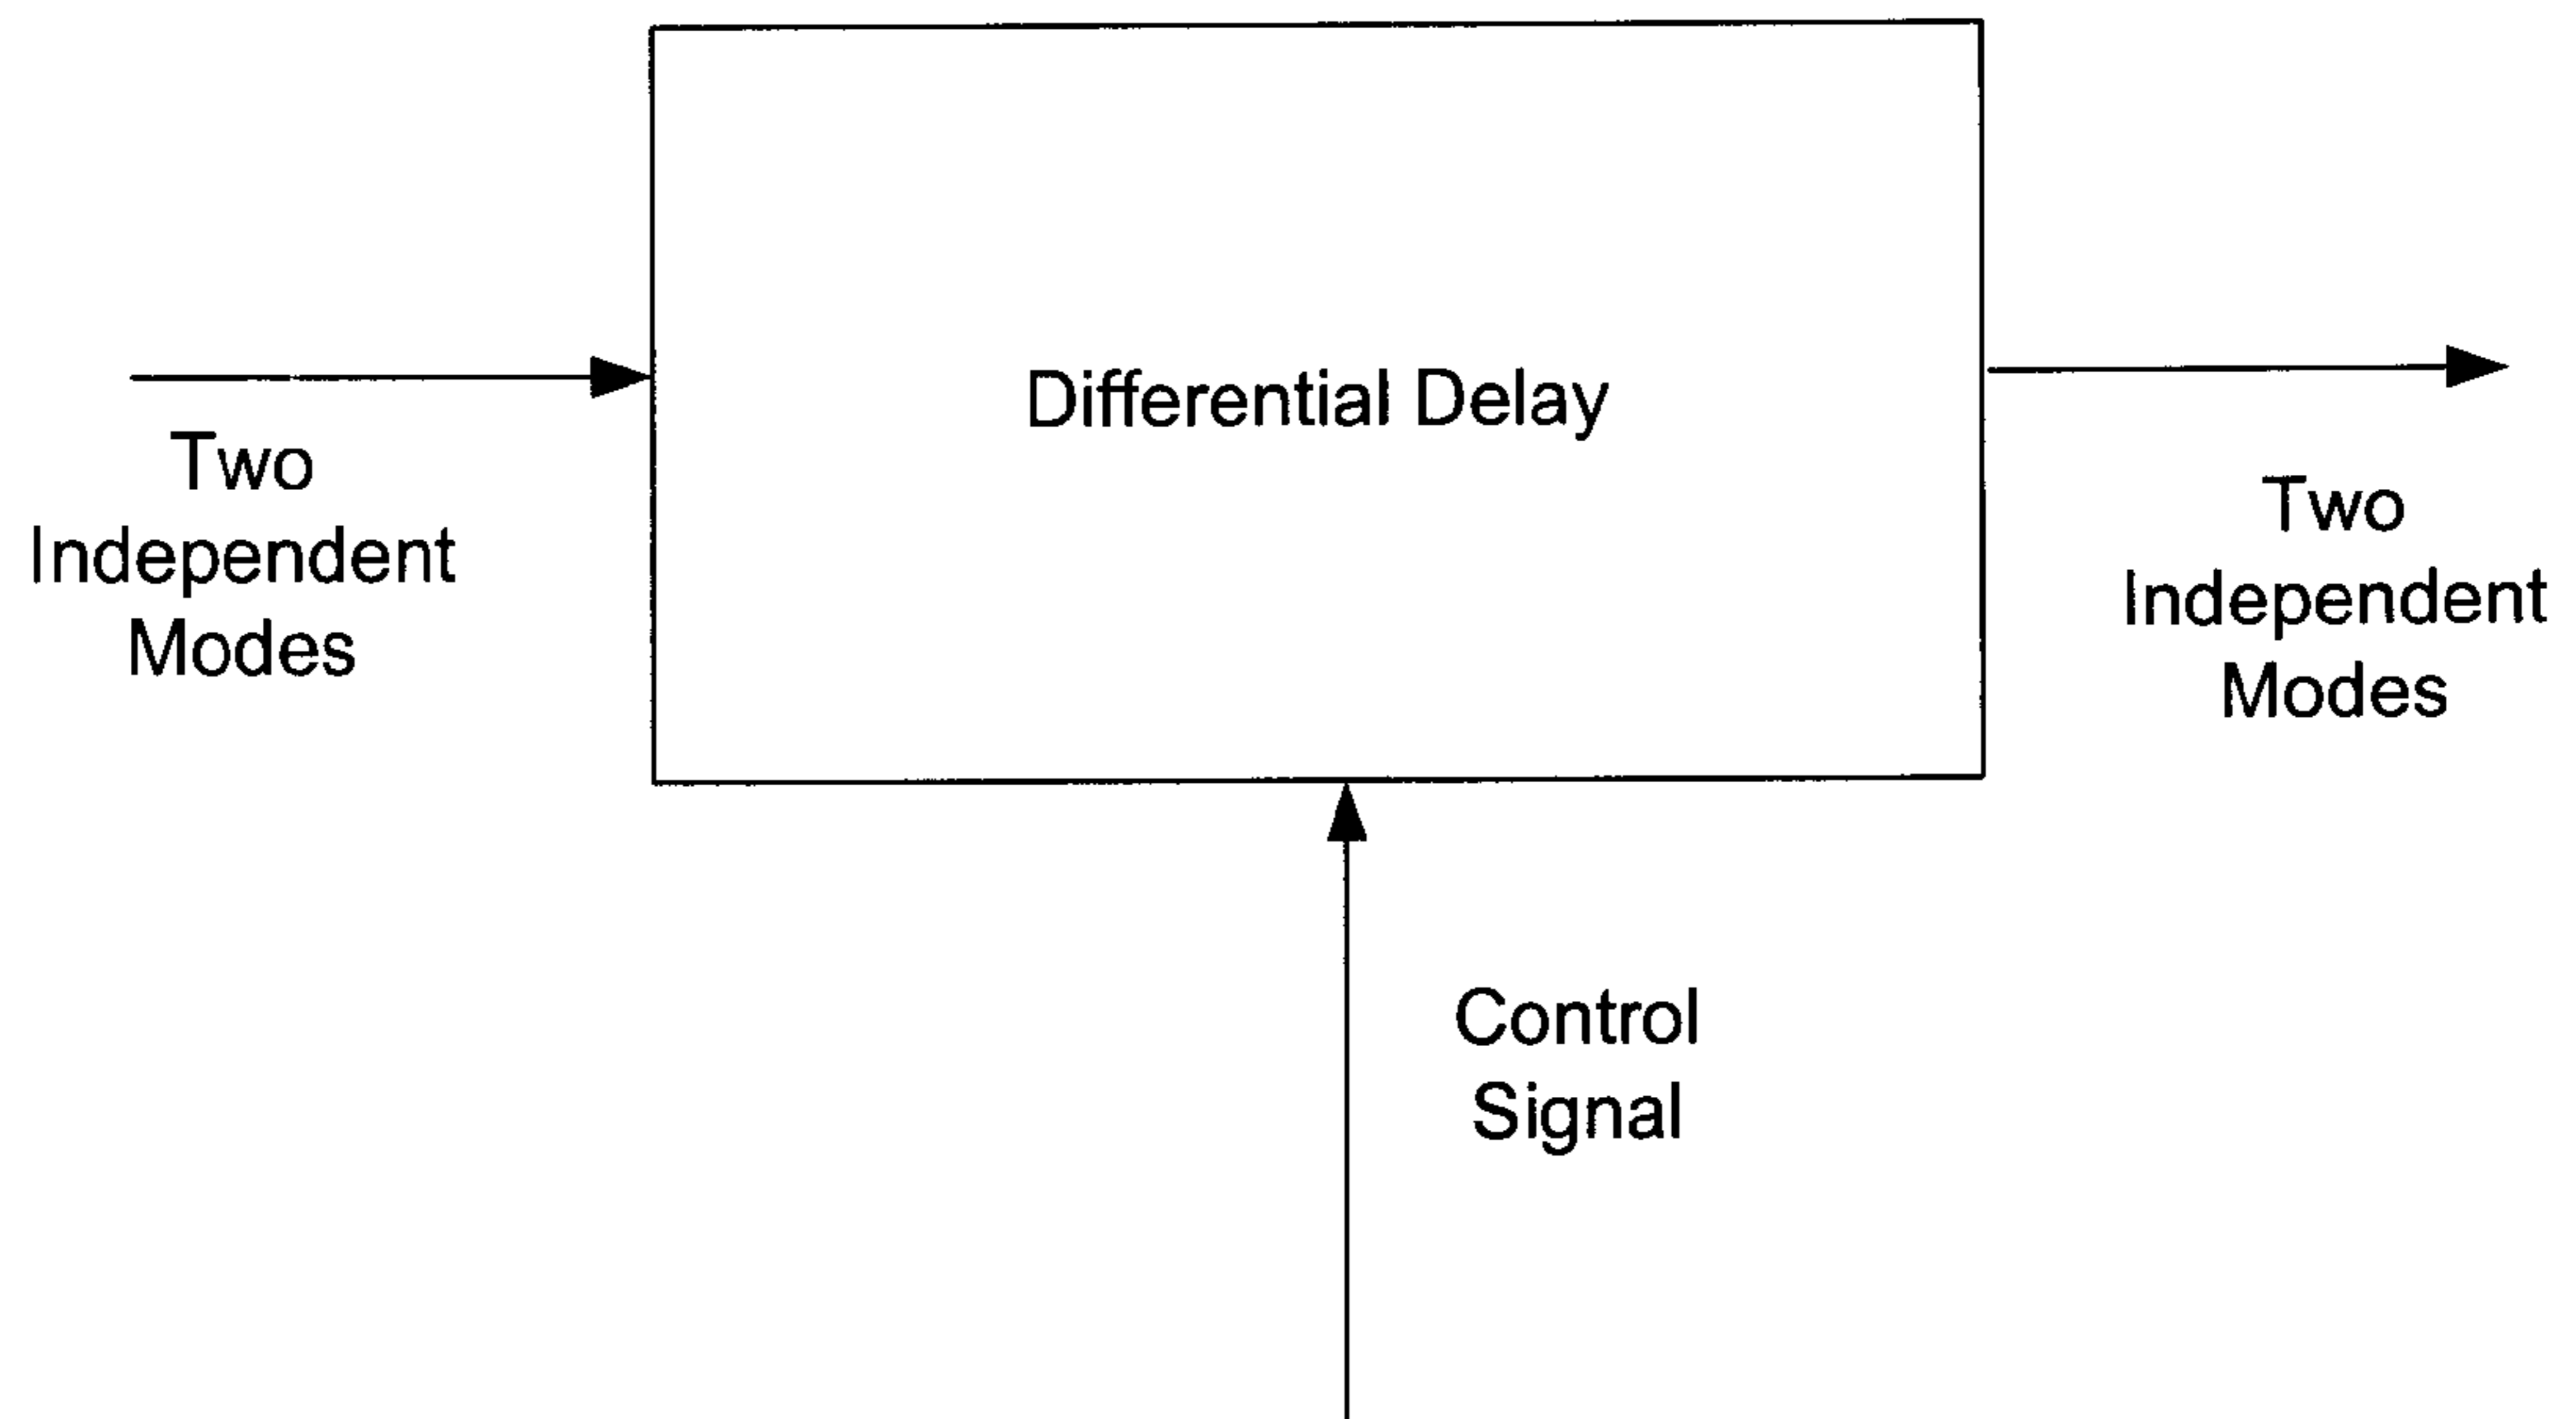 Differential Delay
Two
Independent
Modes
Two
Independent
Modes
Control
Signal